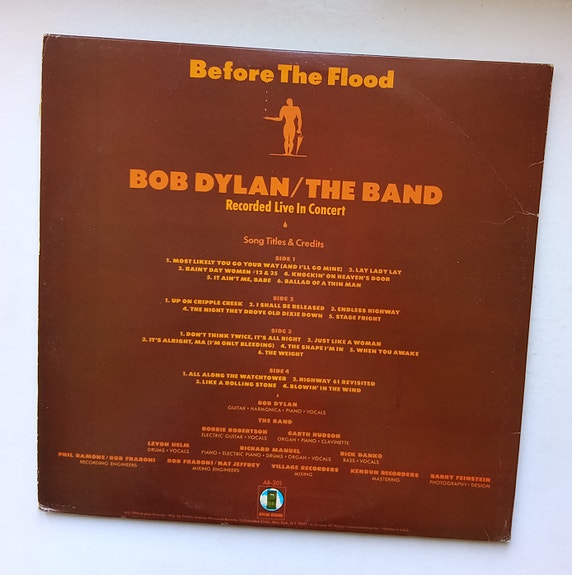 Before The Flood
BOB DYLAN/THE BAND
Recorded Live In Concert
Song Titles & Credits
SIDE 1
1. MOST LIKELY YOU GO YOUR WAY (AND I'LL GO MINE) 2. LAY LADY LAY
3. RAINY DAY WOMEN #12 & 35 4. KNOCKIN' ON HEAVEN'S DOOR
5. IT AIN'T ME, BABE 6. BALLAD OF A THIN MAN
SIDE 2
1. UP ON CRIPPLE CREEK 2. I SHALL BE RELEASED 3. ENDLESS HIGHWAY
4. THE NIGHT THEY DROVE OLD DIXIE DOWN 5. STAGE FRIGHT
SIDE 3
1. DON'T THINK TWICE, IT'S ALL RIGHT 2. JUST LIKE A WOMAN
3. IT'S ALRIGHT, MA (I'M ONLY BLEEDING) 4. THE SHAPE I'M IN 5. WHEN YOU AWAKE
6. THE WEIGHT
SIDE 4
1. ALL ALONG THE WATCHTOWER 2. HIGHWAY 61 REVISITED
3. LIKE A ROLLING STONE 4. BLOWIN' IN THE WIND
BOB DYLAN
GUITAR • HARMONICA • PIANO • VOCALS
THE BAND
ROBBIE ROBERTSON GARTH HUDSON
ELECTRIC GUITAR • VOCALS ORGAN • PIANO • CLAVINETTE
LEVON HELM RICHARD MANUEL RICK DANKO
DRUMS • VOCALS PIANO • ELECTRIC PIANO • DRUMS • ORGAN • VOCALS BASS • VOCALS
PHIL RAMONE/ROB FRABONI ROB FRABONI/NAT JEFFREY VILLAGE RECORDERS KENDUN RECORDERS BARRY FEINSTEIN
RECORDING ENGINEERS MIXING ENGINEERS MIXING MASTERING PHOTOGRAPHY • DESIGN
AB-201